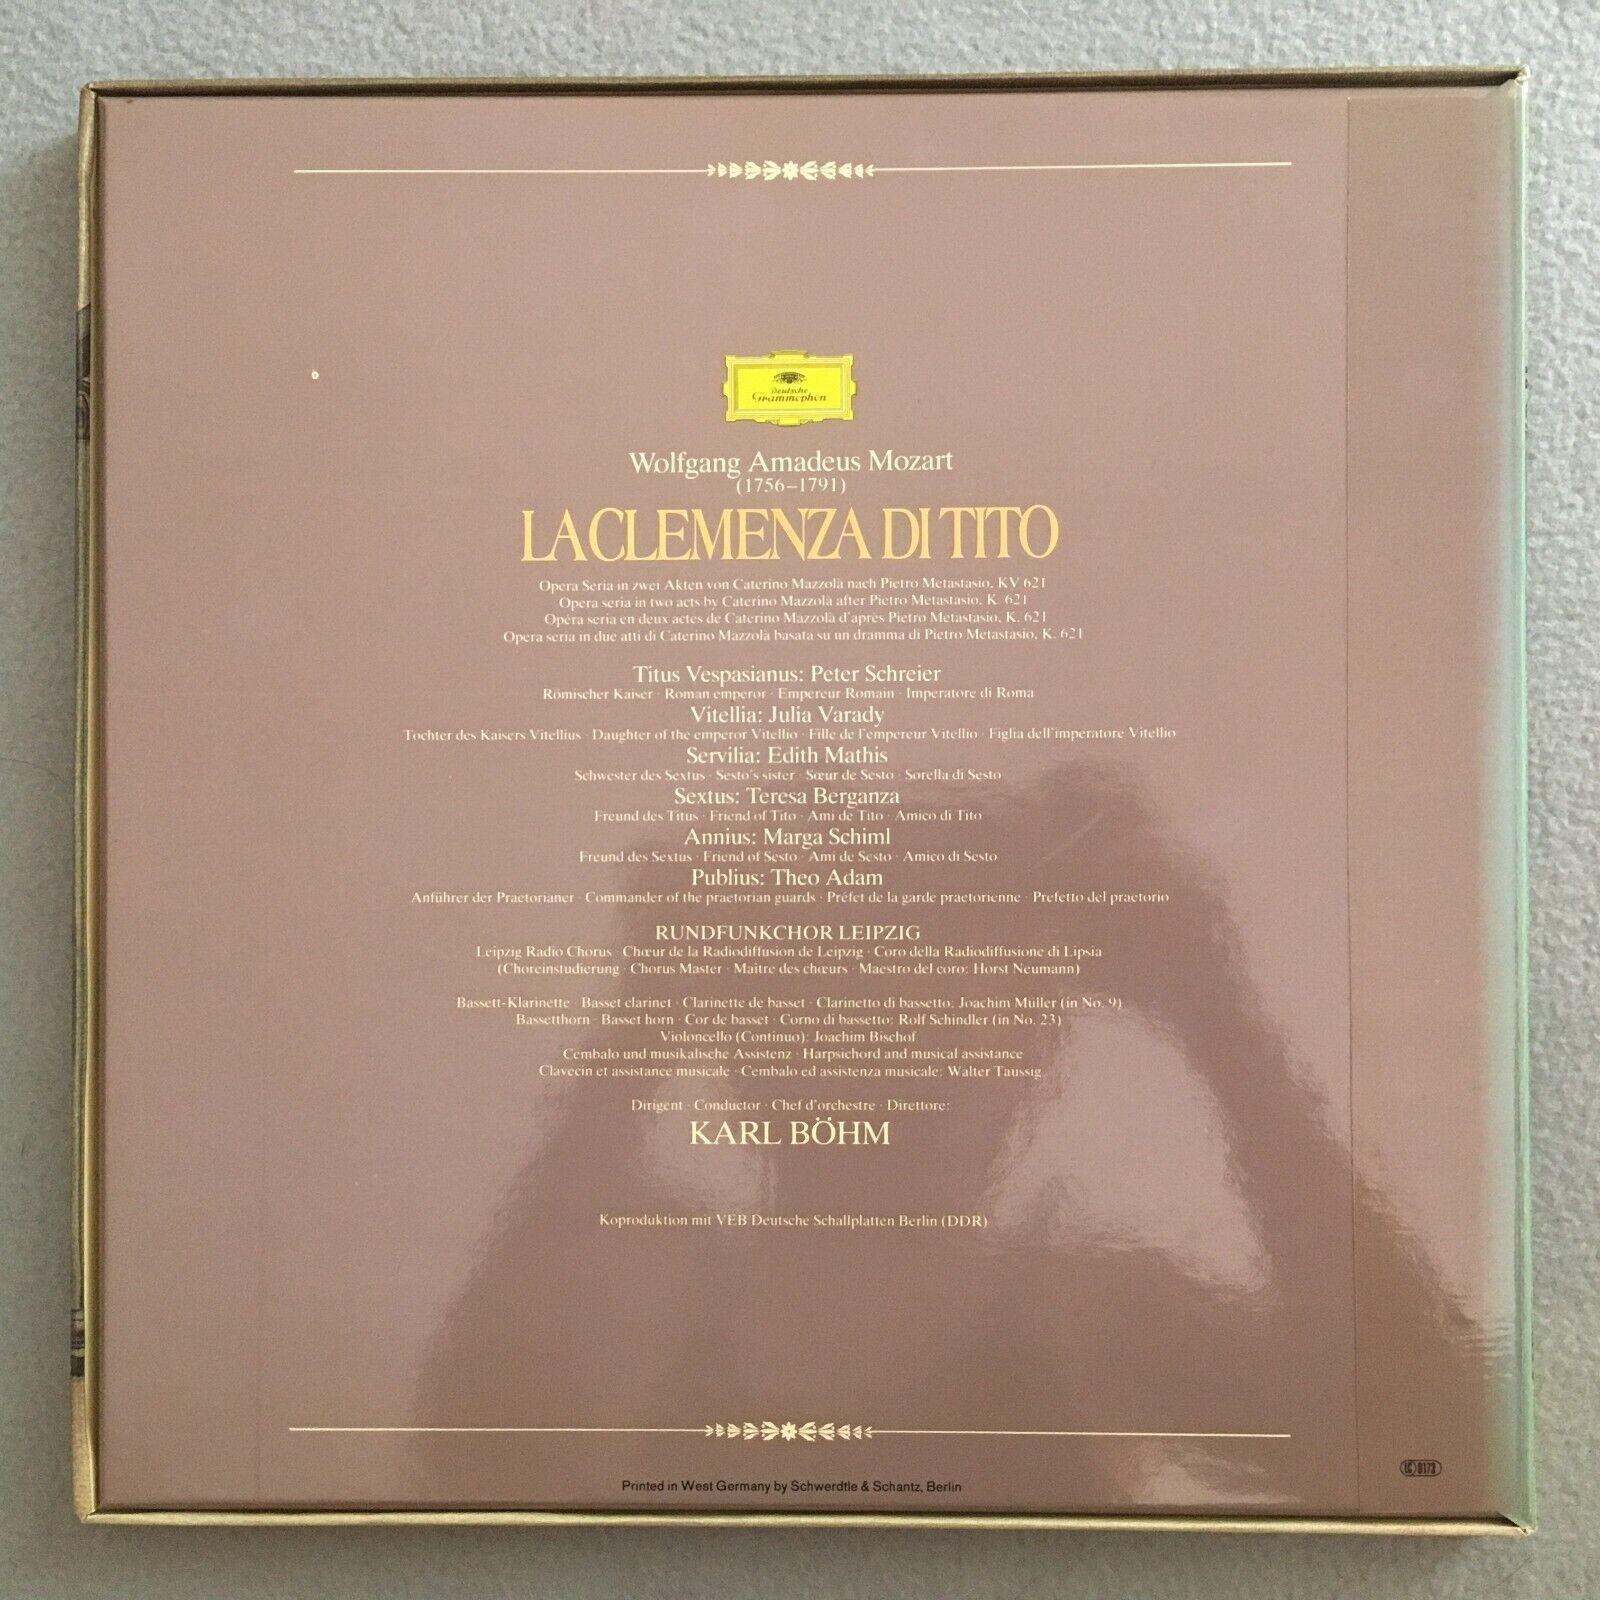 Deutsche
Grammophon
Wolfgang Amadeus Mozart
(1756–1791)
LA CLEMENZA DI TITO
Opera Seria in zwei Akten von Caterino Mazzolà nach Pietro Metastasio, KV 621
Opera seria in two acts by Caterino Mazzolà after Pietro Metastasio, K. 621
Opéra seria en deux actes de Caterino Mazzolà d'après Pietro Metastasio, K. 621
Opera seria in due atti di Caterino Mazzolà basata su un dramma di Pietro Metastasio, K. 621
Titus Vespasianus: Peter Schreier
Römischer Kaiser · Roman emperor · Empereur Romain · Imperatore di Roma
Vitellia: Julia Varady
Tochter des Kaisers Vitellius · Daughter of the emperor Vitellio · Fille de l'empereur Vitellio · Figlia dell'imperatore Vitellio
Servilia: Edith Mathis
Schwester des Sextus · Sesto's sister · Sœur de Sesto · Sorella di Sesto
Sextus: Teresa Berganza
Freund des Titus · Friend of Tito · Ami de Tito · Amico di Tito
Annius: Marga Schiml
Freund des Sextus · Friend of Sesto · Ami de Sesto · Amico di Sesto
Publius: Theo Adam
Anführer der Praetorianer · Commander of the praetorian guards · Préfet de la garde praetorienne · Prefetto del praetorio
RUNDFUNKCHOR LEIPZIG
Leipzig Radio Chorus · Chœur de la Radiodiffusion de Leipzig · Coro della Radiodiffusione di Lipsia
(Choreinstudierung · Chorus Master · Maître des chœurs · Maestro del coro: Horst Neumann)
Bassett-Klarinette · Basset clarinet · Clarinette de basset · Clarinetto di bassetto: Joachim Müller (in No. 9)
Bassetthorn · Basset horn · Cor de basset · Corno di bassetto: Rolf Schindler (in No. 23)
Violoncello (Continuo): Joachim Bischof
Cembalo und musikalische Assistenz · Harpsichord and musical assistance
Clavecin et assistance musicale · Cembalo ed assistenza musicale: Walter Taussig
Dirigent · Conductor · Chef d'orchestre · Direttore:
KARL BÖHM
Koproduktion mit VEB Deutsche Schallplatten Berlin (DDR)
LC 0173
Printed in West Germany by Schwerdtle & Schantz, Berlin